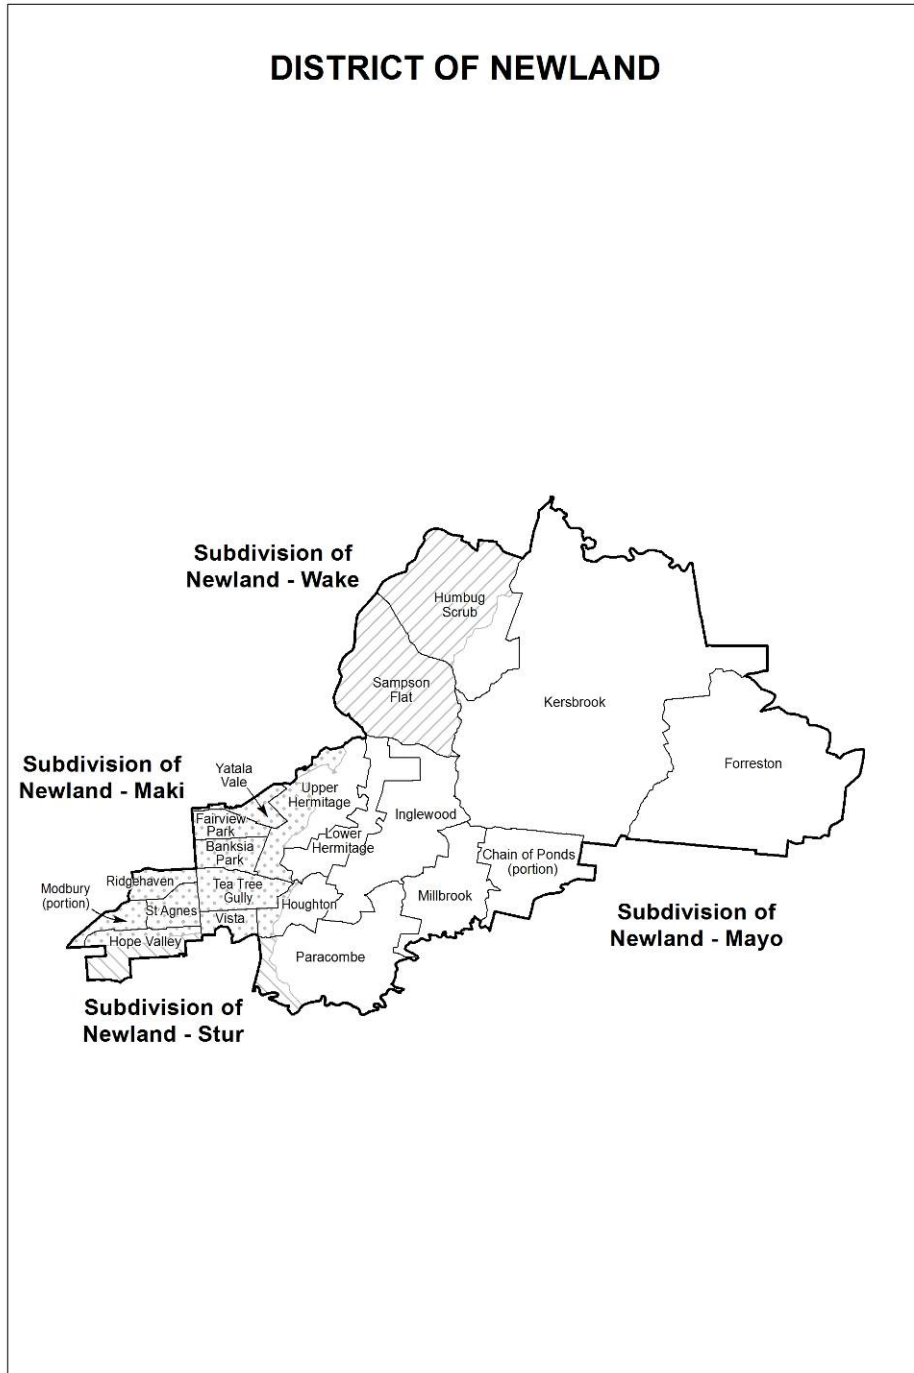 DISTRICT OF NEWLAND
Subdivision of
Newland - Wake
Humbug
Scrub
Sampson
Flat
Kersbrook
Forreston
Subdivision of
Newland - Maki
Yatala
Vale
Upper
Hermitage
Fairview
Park
Inglewood
Lower
Hermitage
Banksia
Park
Chain of Ponds
(portion)
Ridgehaven
Tea Tree
Gully
Modbury
(portion)
Millbrook
Houghton
St Agnes
Vista
Hope Valley
Subdivision of
Newland - Mayo
Paracombe
Subdivision of
Newland - Stur